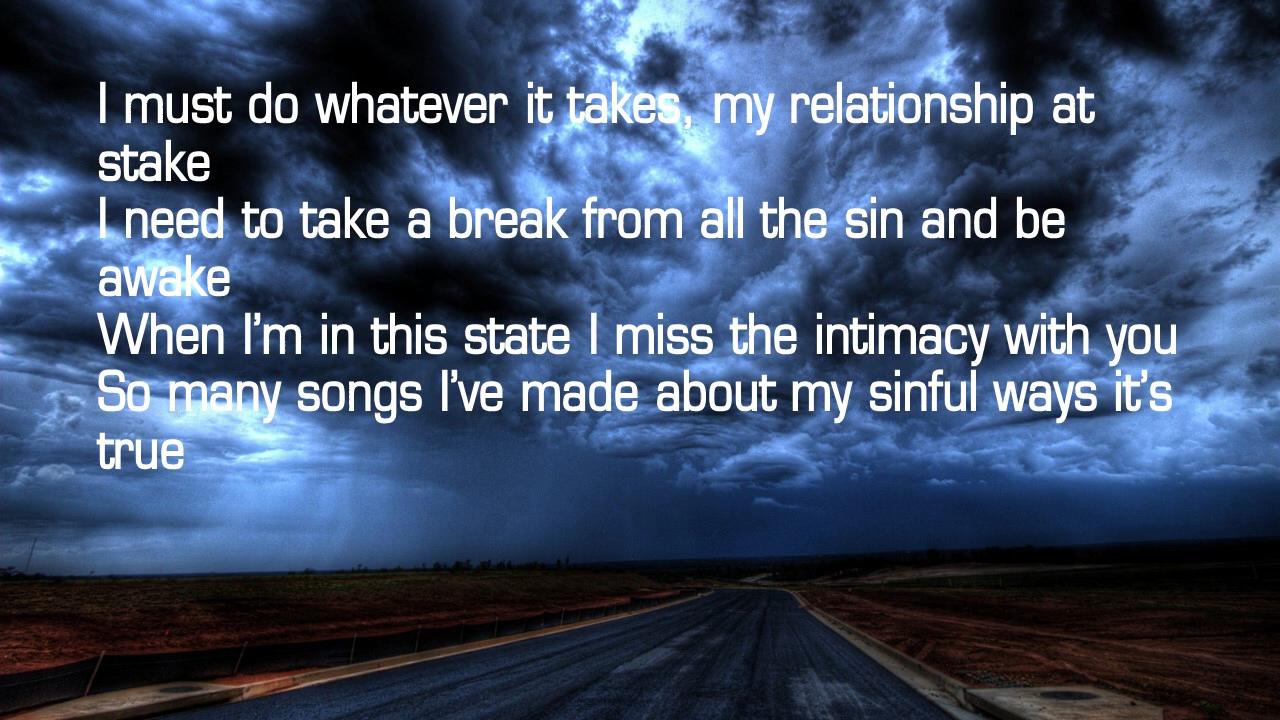 I must do whatever it takes, my relationship at
stake
I need to take a break from all the sin and be
awake
When I'm in this state I miss the intimacy with you
So many songs I've made about my sinful ways it's
true